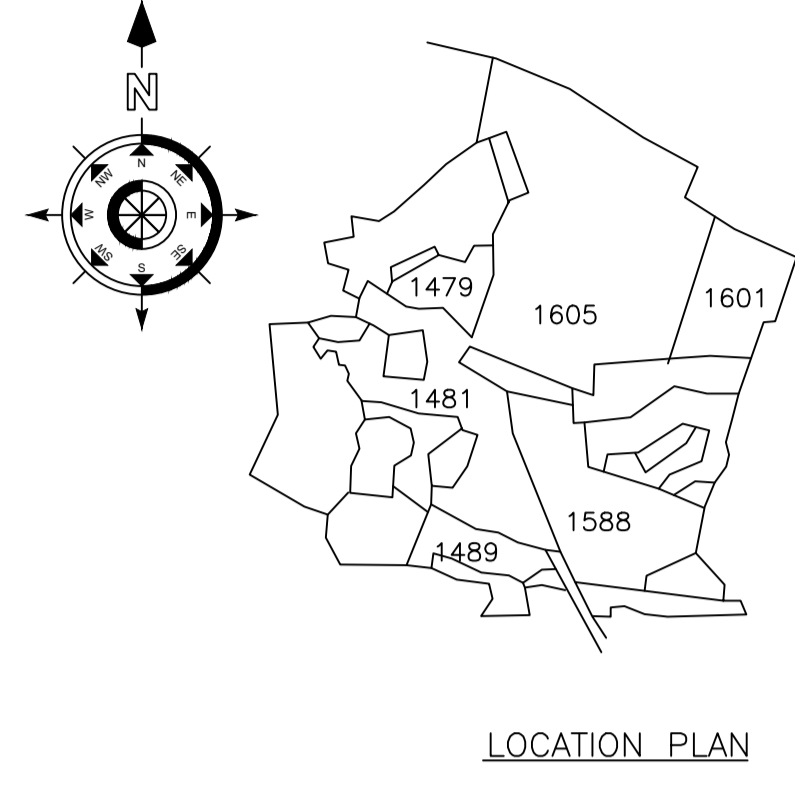 N
N
NW
NE
W
E
SW
SE
S
1479
1601
1605
1481
1588
1489
LOCATION PLAN